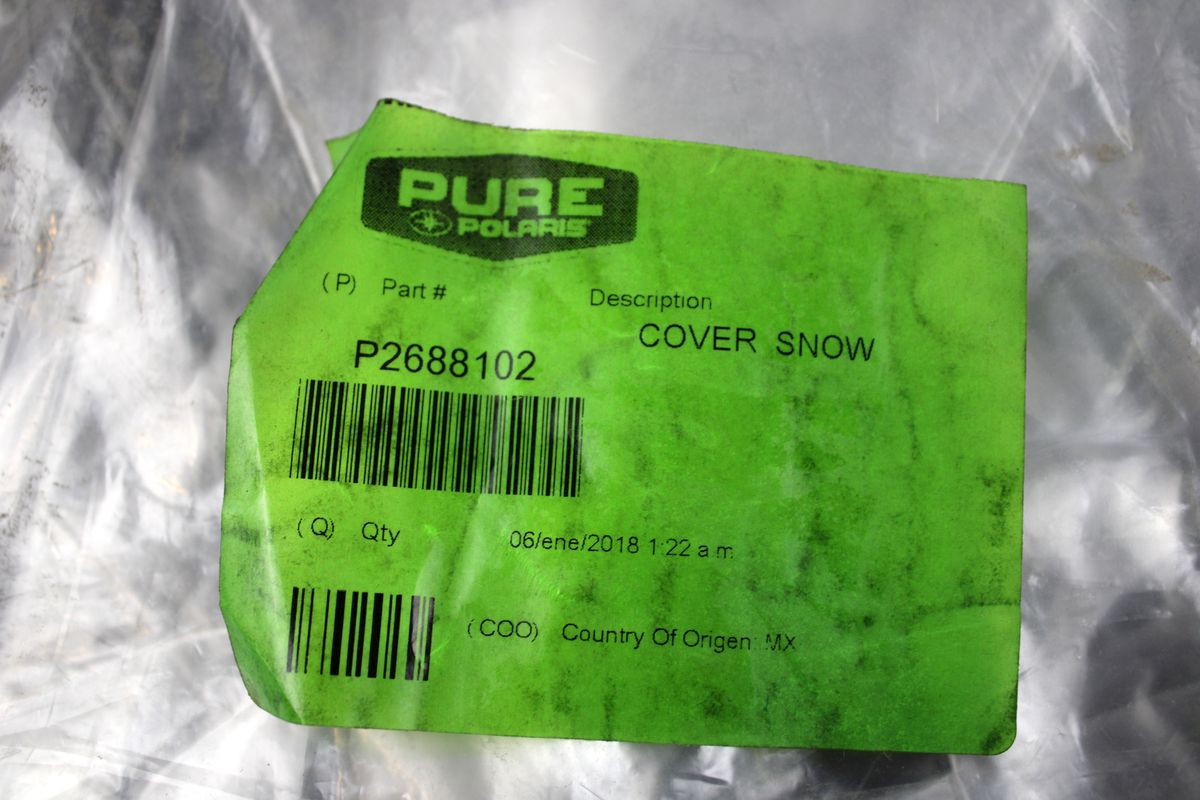 PURE
POLARIS
(P) Part # Description
COVER SNOW
P2688102
(Q) Qty 06/ene/2018 1:22 a.m.
(COO) Country Of Origen: MX